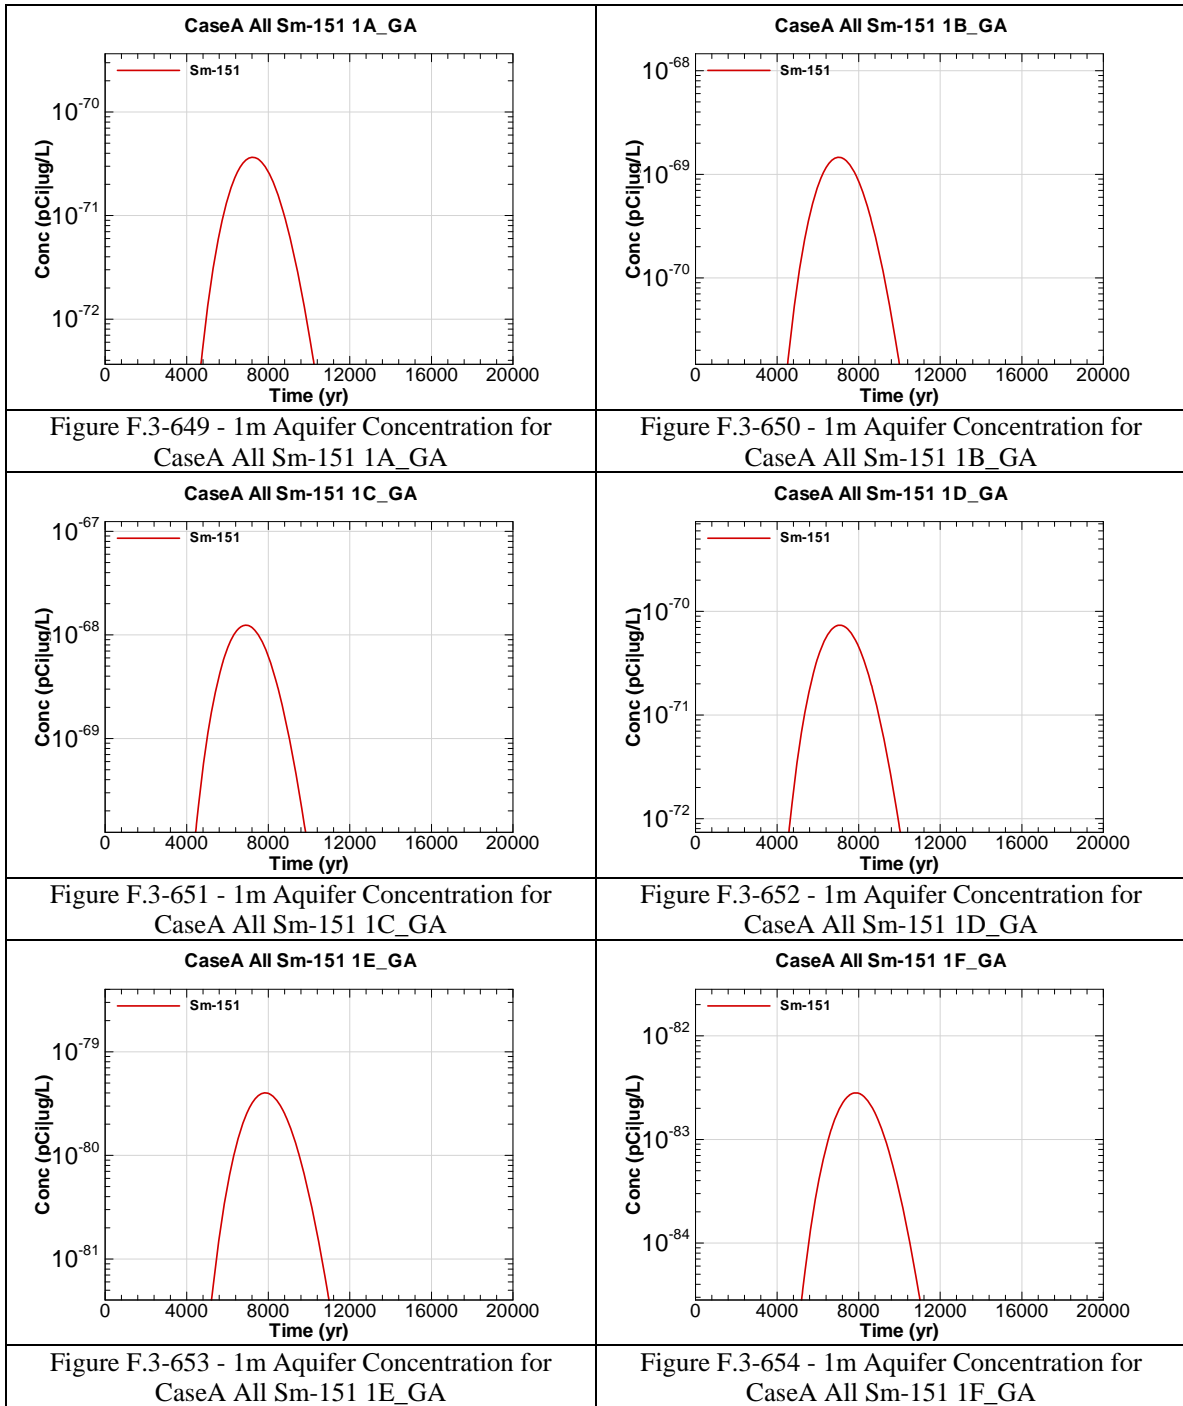 CaseA All Sm-151 1A_GA
Sm-151
10-70
10-71
10-72
Conc (pCi|ug/L)
0 4000 8000 12000 16000 20000
Time (yr)
Figure F.3-649 - 1m Aquifer Concentration for
CaseA All Sm-151 1A_GA
CaseA All Sm-151 1B_GA
Sm-151
10-68
10-69
10-70
Conc (pCi|ug/L)
0 4000 8000 12000 16000 20000
Time (yr)
Figure F.3-650 - 1m Aquifer Concentration for
CaseA All Sm-151 1B_GA
CaseA All Sm-151 1C_GA
Sm-151
10-67
10-68
10-69
Conc (pCi|ug/L)
0 4000 8000 12000 16000 20000
Time (yr)
Figure F.3-651 - 1m Aquifer Concentration for
CaseA All Sm-151 1C_GA
CaseA All Sm-151 1D_GA
Sm-151
10-70
10-71
10-72
Conc (pCi|ug/L)
0 4000 8000 12000 16000 20000
Time (yr)
Figure F.3-652 - 1m Aquifer Concentration for
CaseA All Sm-151 1D_GA
CaseA All Sm-151 1E_GA
Sm-151
10-79
10-80
10-81
Conc (pCi|ug/L)
0 4000 8000 12000 16000 20000
Time (yr)
Figure F.3-653 - 1m Aquifer Concentration for
CaseA All Sm-151 1E_GA
CaseA All Sm-151 1F_GA
Sm-151
10-82
10-83
10-84
Conc (pCi|ug/L)
0 4000 8000 12000 16000 20000
Time (yr)
Figure F.3-654 - 1m Aquifer Concentration for
CaseA All Sm-151 1F_GA